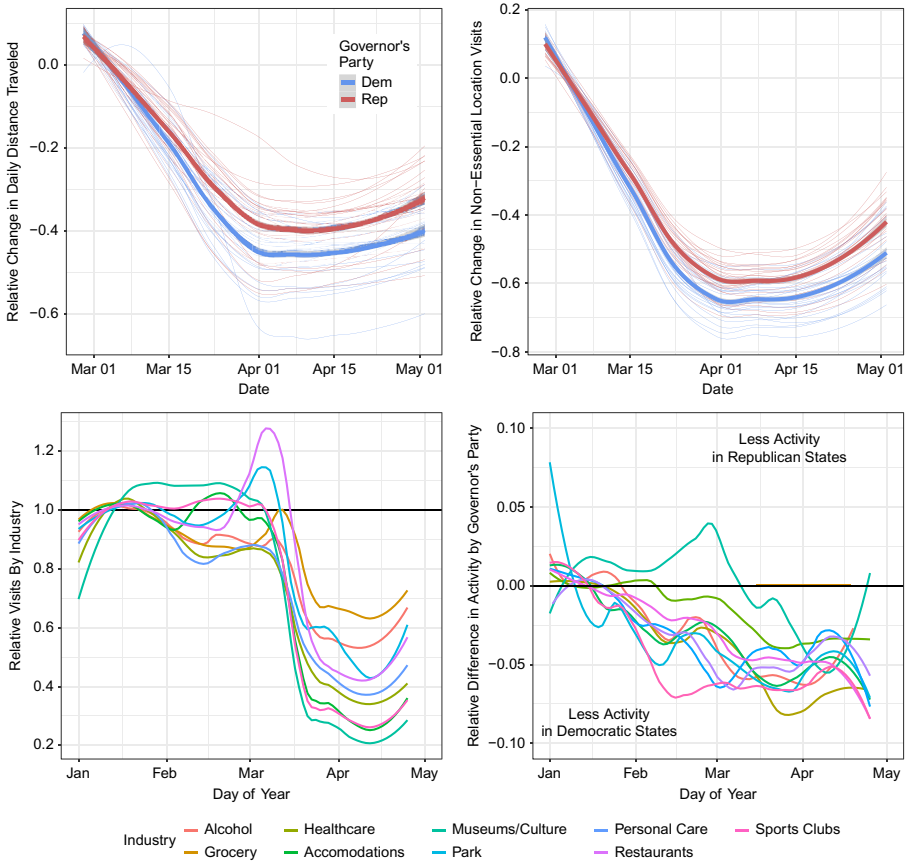 Relative Change in Daily Distance Traveled
0.0
−0.2
−0.4
−0.6
Governor's
Party
Dem
Rep
Mar 01
Mar 15
Apr 01
Apr 15
May 01
Date
Relative Change in Non−Essential Location Visits
0.2
0.0
−0.2
−0.4
−0.6
−0.8
Mar 01
Mar 15
Apr 01
Apr 15
May 01
Date
Relative Visits By Industry
1.2
1.0
0.8
0.6
0.4
0.2
Jan
Feb
Mar
Apr
May
Day of Year
Relative Difference in Activity by Governor's Party
0.10
0.05
0.00
−0.05
−0.10
Less Activity
in Republican States
Less Activity
in Democratic States
Jan
Feb
Mar
Apr
May
Day of Year
Industry
Alcohol
Healthcare
Museums/Culture
Personal Care
Sports Clubs
Grocery
Accomodations
Park
Restaurants